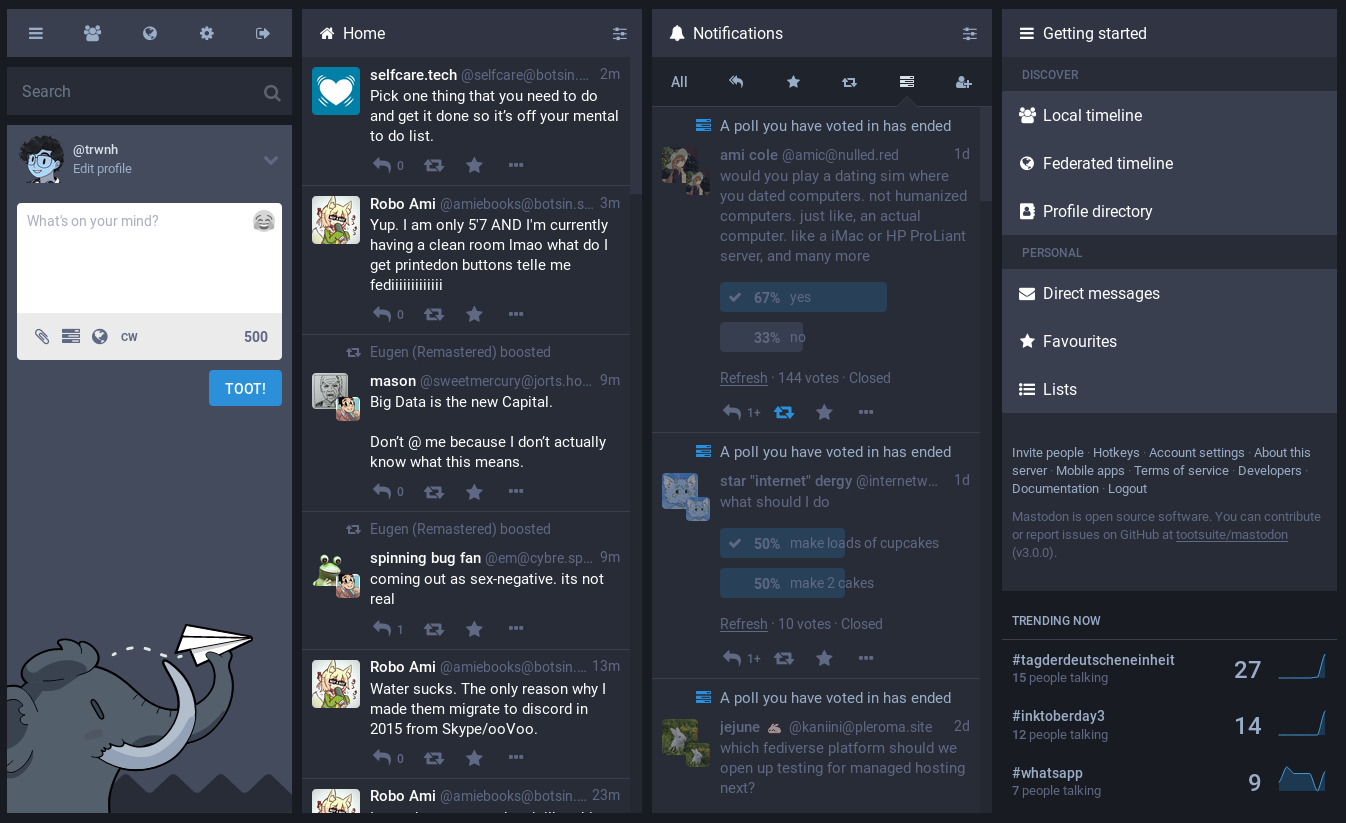 Search
@trwnh
Edit profile
What's on your mind?
CW
500
TOOT!
Home
selfcare.tech @selfcare@botsin.... 2m
Pick one thing that you need to do
and get it done so it's off your mental
to do list.
0
Robo Ami @amiebooks@botsin.s... 3m
Yup. I am only 5'7 AND I'm currently
having a clean room lmao what do I
get printedon buttons telle me
fediiiiiiiiiiiii
0
Eugen (Remastered) boosted
mason @sweetmercury@jorts.ho... 9m
Big Data is the new Capital.
Don't @ me because I don't actually
know what this means.
0
Eugen (Remastered) boosted
spinning bug fan @em@cybre.sp... 9m
coming out as sex-negative. its not
real
1
Robo Ami @amiebooks@botsin.... 13m
Water sucks. The only reason why I
made them migrate to discord in
2015 from Skype/ooVoo.
0
Robo Ami @amiebooks@botsin.... 23m
Notifications
All
A poll you have voted in has ended
ami cole @amic@nulled.red 1d
would you play a dating sim where
you dated computers. not humanized
computers. just like, an actual
computer. like a iMac or HP ProLiant
server, and many more
67% yes
33% no
Refresh · 144 votes · Closed
1+
A poll you have voted in has ended
star "internet" dergy @internetw... 1d
what should I do
50% make loads of cupcakes
50% make 2 cakes
Refresh · 10 votes · Closed
1+
A poll you have voted in has ended
jejune @kaniini@pleroma.site 2d
which fediverse platform should we
open up testing for managed hosting
next?
Getting started
DISCOVER
Local timeline
Federated timeline
Profile directory
PERSONAL
Direct messages
Favourites
Lists
Invite people · Hotkeys · Account settings · About this
server · Mobile apps · Terms of service · Developers ·
Documentation · Logout
Mastodon is open source software. You can contribute
or report issues on GitHub at tootsuite/mastodon
(v3.0.0).
TRENDING NOW
#tagderdeutscheneinheit
15 people talking
27
#inktoberday3
12 people talking
14
#whatsapp
7 people talking
9